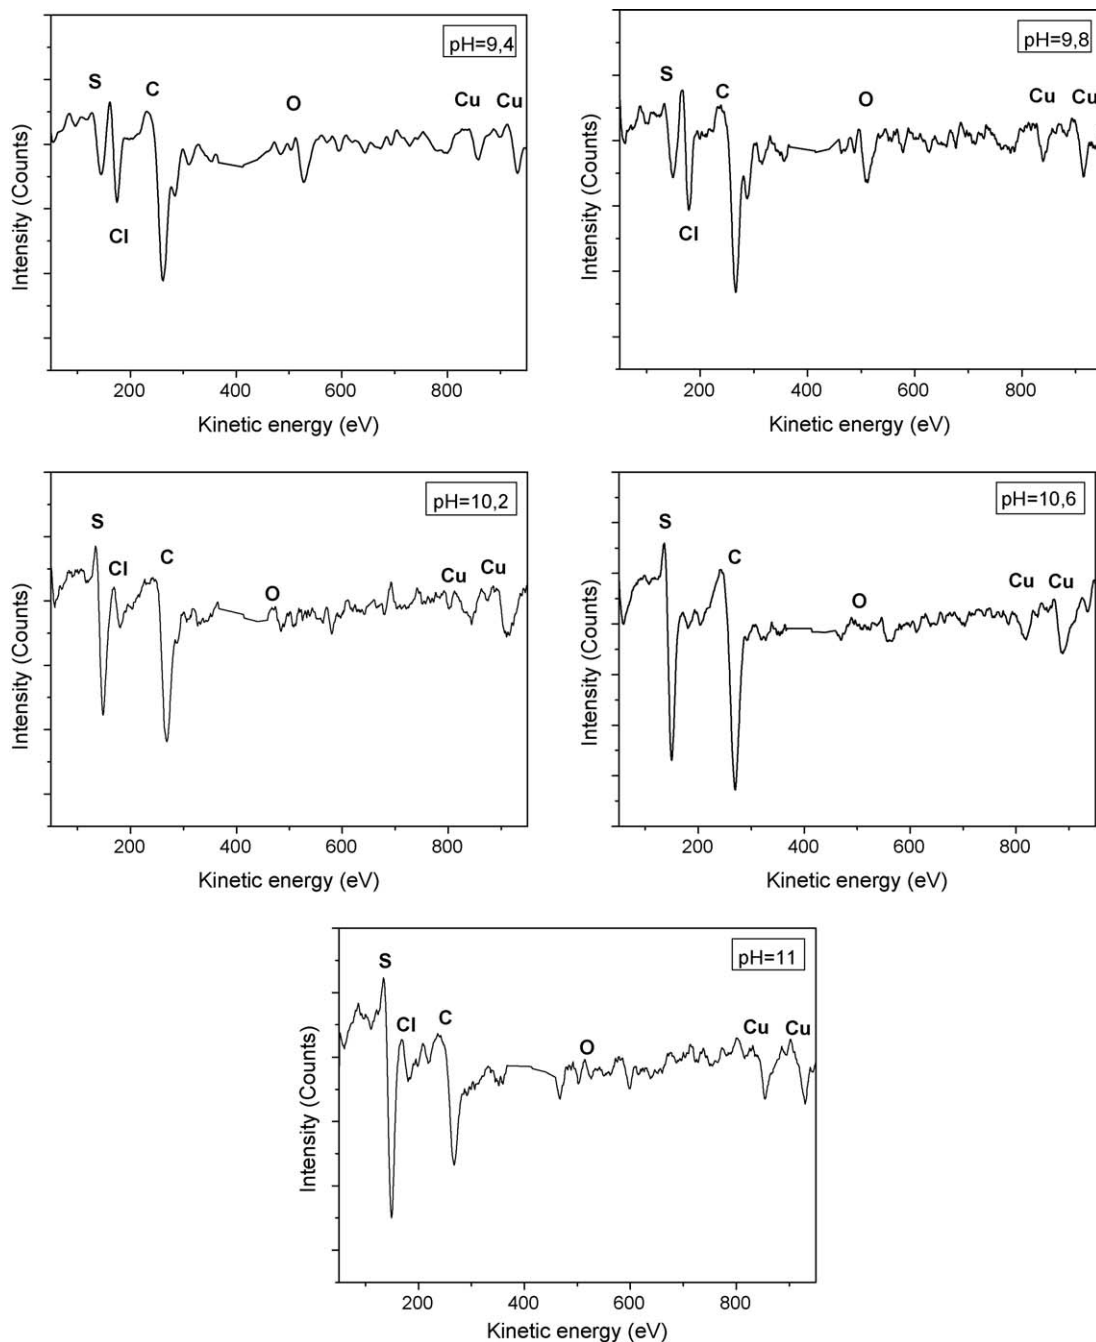 pH=9,4
S
C
O
Cu
Cu
Cl
Intensity (Counts)
200
400
600
800
Kinetic energy (eV)
pH=9,8
S
C
O
Cu
Cu
Cl
Intensity (Counts)
200
400
600
800
Kinetic energy (eV)
pH=10,2
S
Cl
C
O
Cu
Cu
Intensity (Counts)
200
400
600
800
Kinetic energy (eV)
pH=10,6
S
C
O
Cu
Cu
Intensity (Counts)
200
400
600
800
Kinetic energy (eV)
pH=11
S
Cl
C
O
Cu
Cu
Intensity (Counts)
200
400
600
800
Kinetic energy (eV)